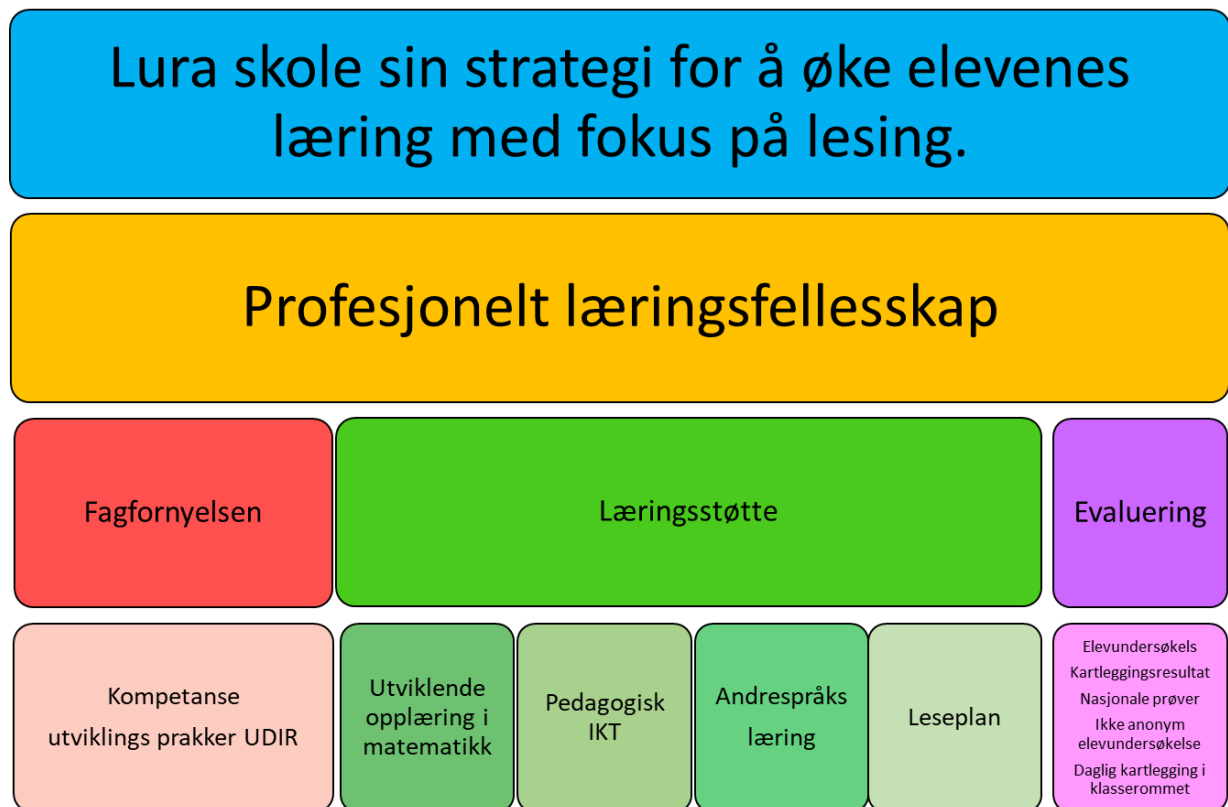 Lura skole sin strategi for å øke elevenes
læring med fokus på lesing.
Profesjonelt læringsfellesskap
Fagfornyelsen
Læringsstøtte
Evaluering
Kompetanse
utviklings prakker UDIR
Utviklende
opplæring i
matematikk
Pedagogisk
IKT
Andrespråks
læring
Leseplan
Elevundersøkels
Kartleggingsresultat
Nasjonale prøver
Ikke anonym
elevundersøkelse
Daglig kartlegging i
klasserommet